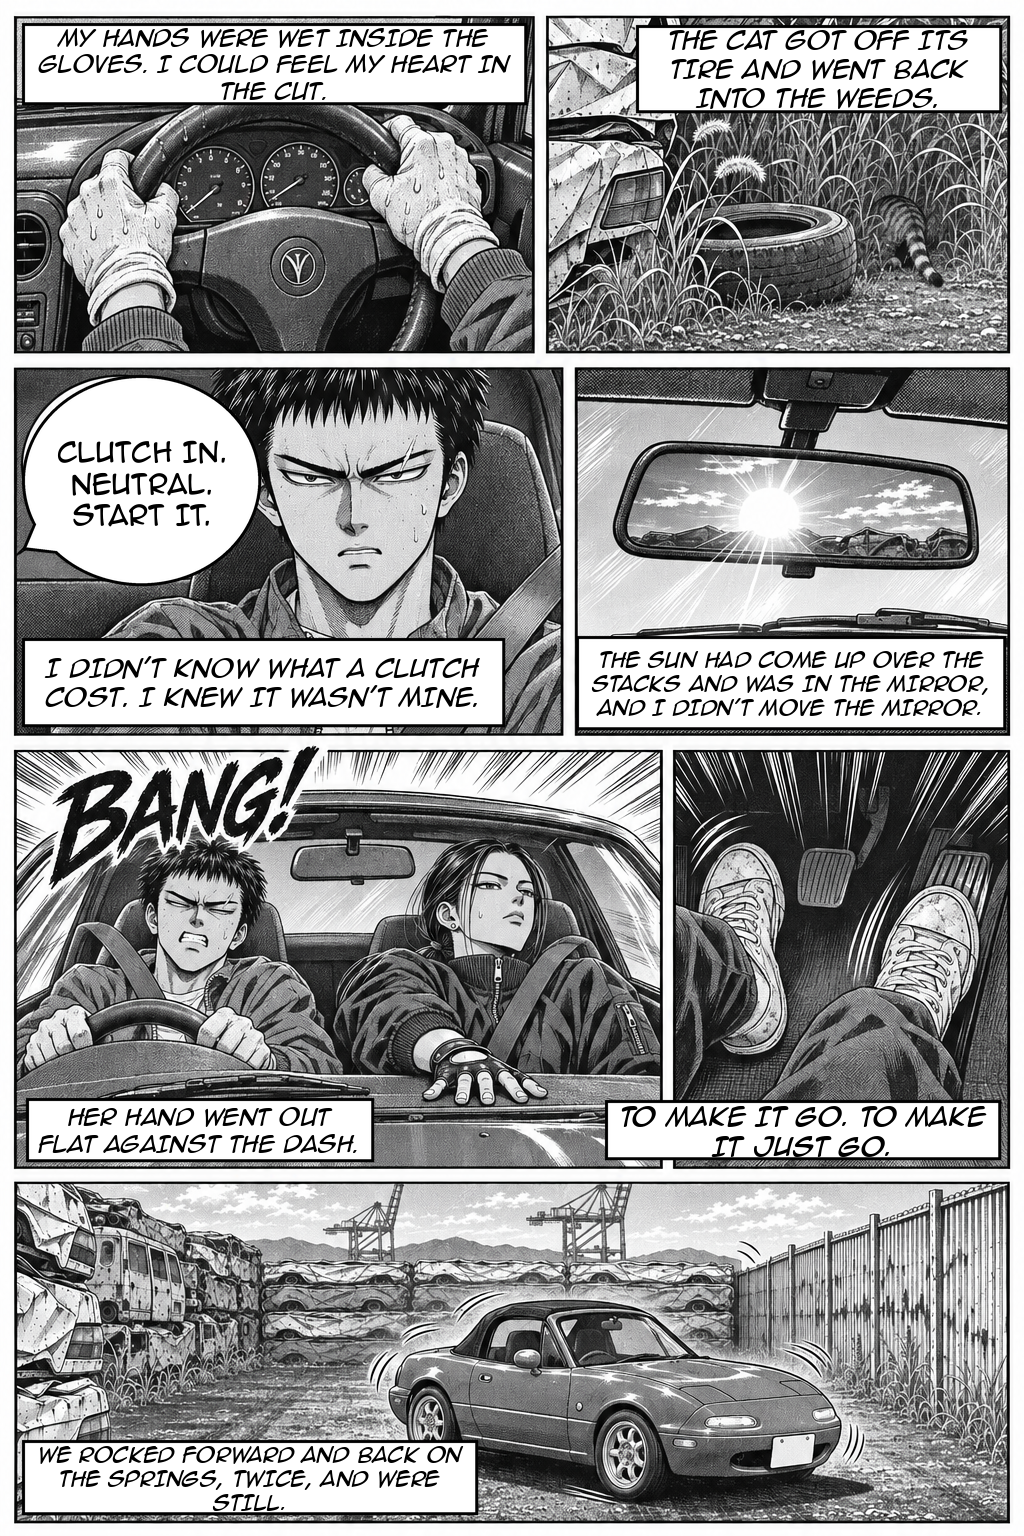 MY HANDS WERE WET INSIDE THE
GLOVES. I COULD FEEL MY HEART IN
THE CUT.
THE CAT GOT OFF ITS
TIRE AND WENT BACK
INTO THE WEEDS.
CLUTCH IN.
NEUTRAL.
START IT.
I DIDN'T KNOW WHAT A CLUTCH
COST. I KNEW IT WASN'T MINE.
THE SUN HAD COME UP OVER THE
STACKS AND WAS IN THE MIRROR,
AND I DIDN'T MOVE THE MIRROR.
BANG!
HER HAND WENT OUT
FLAT AGAINST THE DASH.
TO MAKE IT GO. TO MAKE
IT JUST GO.
WE ROCKED FORWARD AND BACK ON
THE SPRINGS, TWICE, AND WERE
STILL.